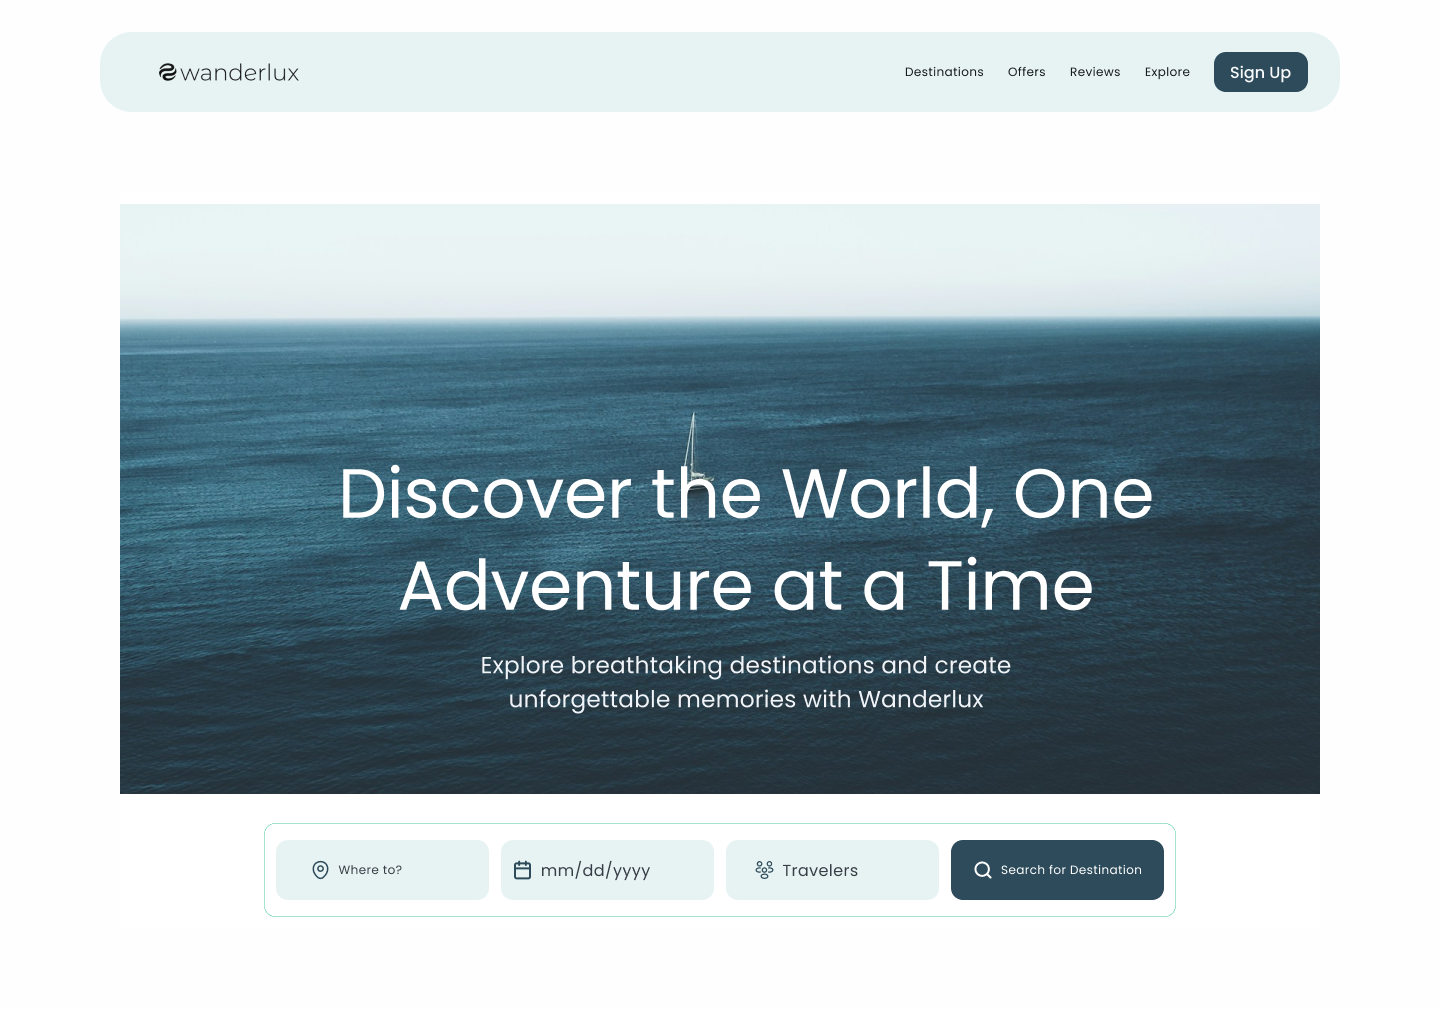 wanderlux
Destinations
Offers
Reviews
Explore
Sign Up
Discover the World, One
Adventure at a Time
Explore breathtaking destinations and create
unforgettable memories with Wanderlux
Where to?
mm/dd/yyyy
Travelers
Search for Destination